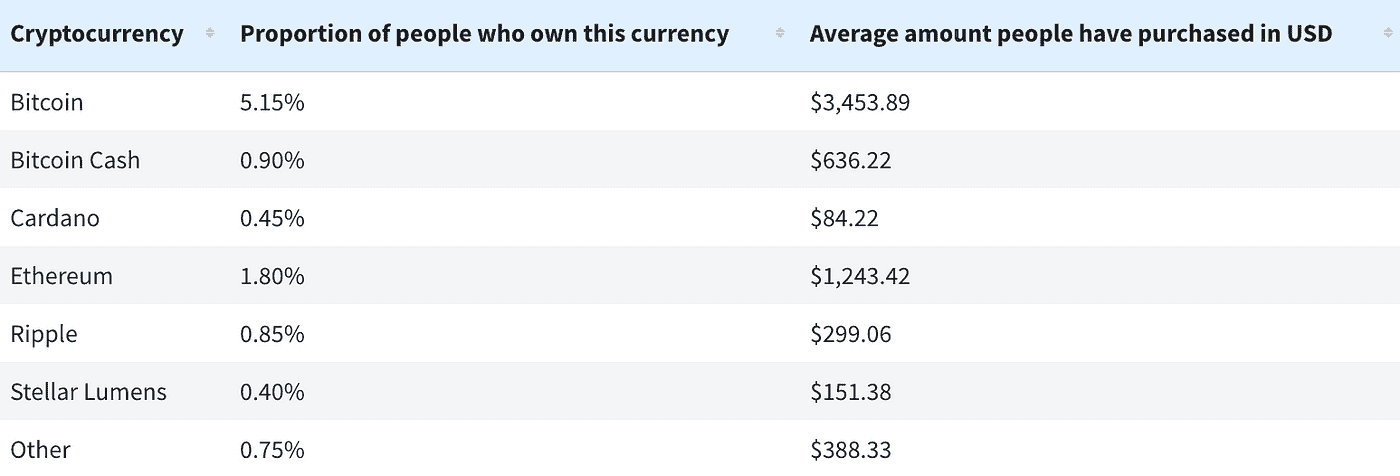 Cryptocurrency Proportion of people who own this currency Average amount people have purchased in USD
Bitcoin 5.15% $3,453.89
Bitcoin Cash 0.90% $636.22
Cardano 0.45% $84.22
Ethereum 1.80% $1,243.42
Ripple 0.85% $299.06
Stellar Lumens 0.40% $151.38
Other 0.75% $388.33